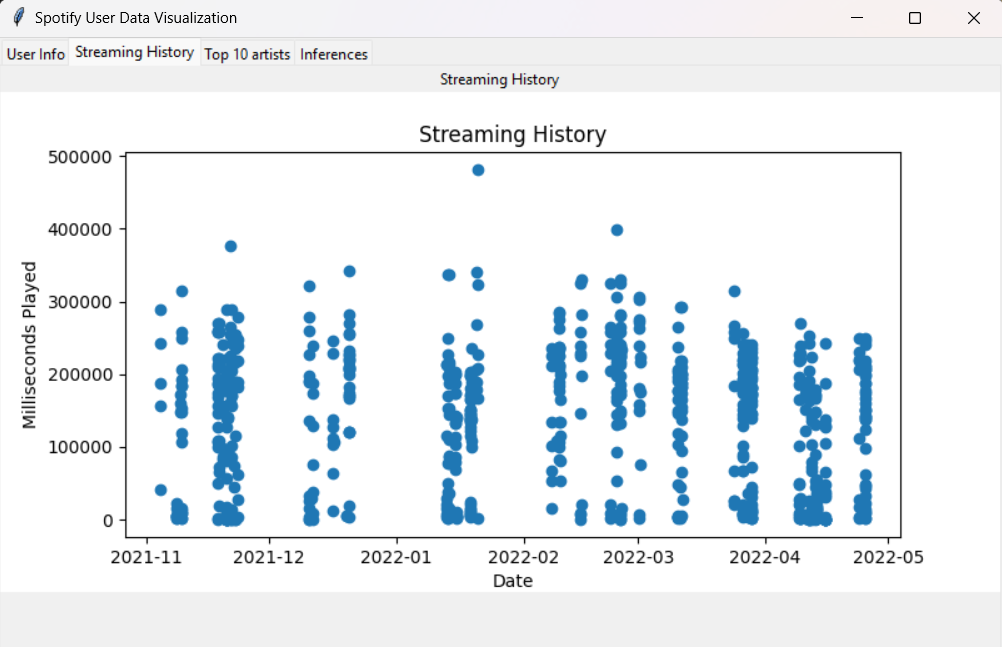 Spotify User Data Visualization
User Info Streaming History Top 10 artists Inferences
Streaming History
Streaming History
500000
400000
300000
200000
100000
0
Milliseconds Played
2021-11 2021-12 2022-01 2022-02 2022-03 2022-04 2022-05
Date